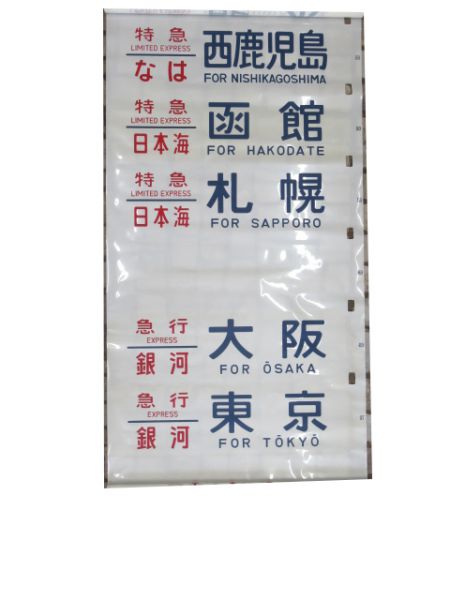 特急 西鹿児島
LIMITED EXPRESS
なは FOR NISHIKAGOSHIMA
特急 函館
LIMITED EXPRESS
日本海 FOR HAKODATE
特急 札幌
LIMITED EXPRESS
日本海 FOR SAPPORO
急行 大阪
EXPRESS
銀河 FOR ŌSAKA
急行 東京
EXPRESS
銀河 FOR TŌKYŌ